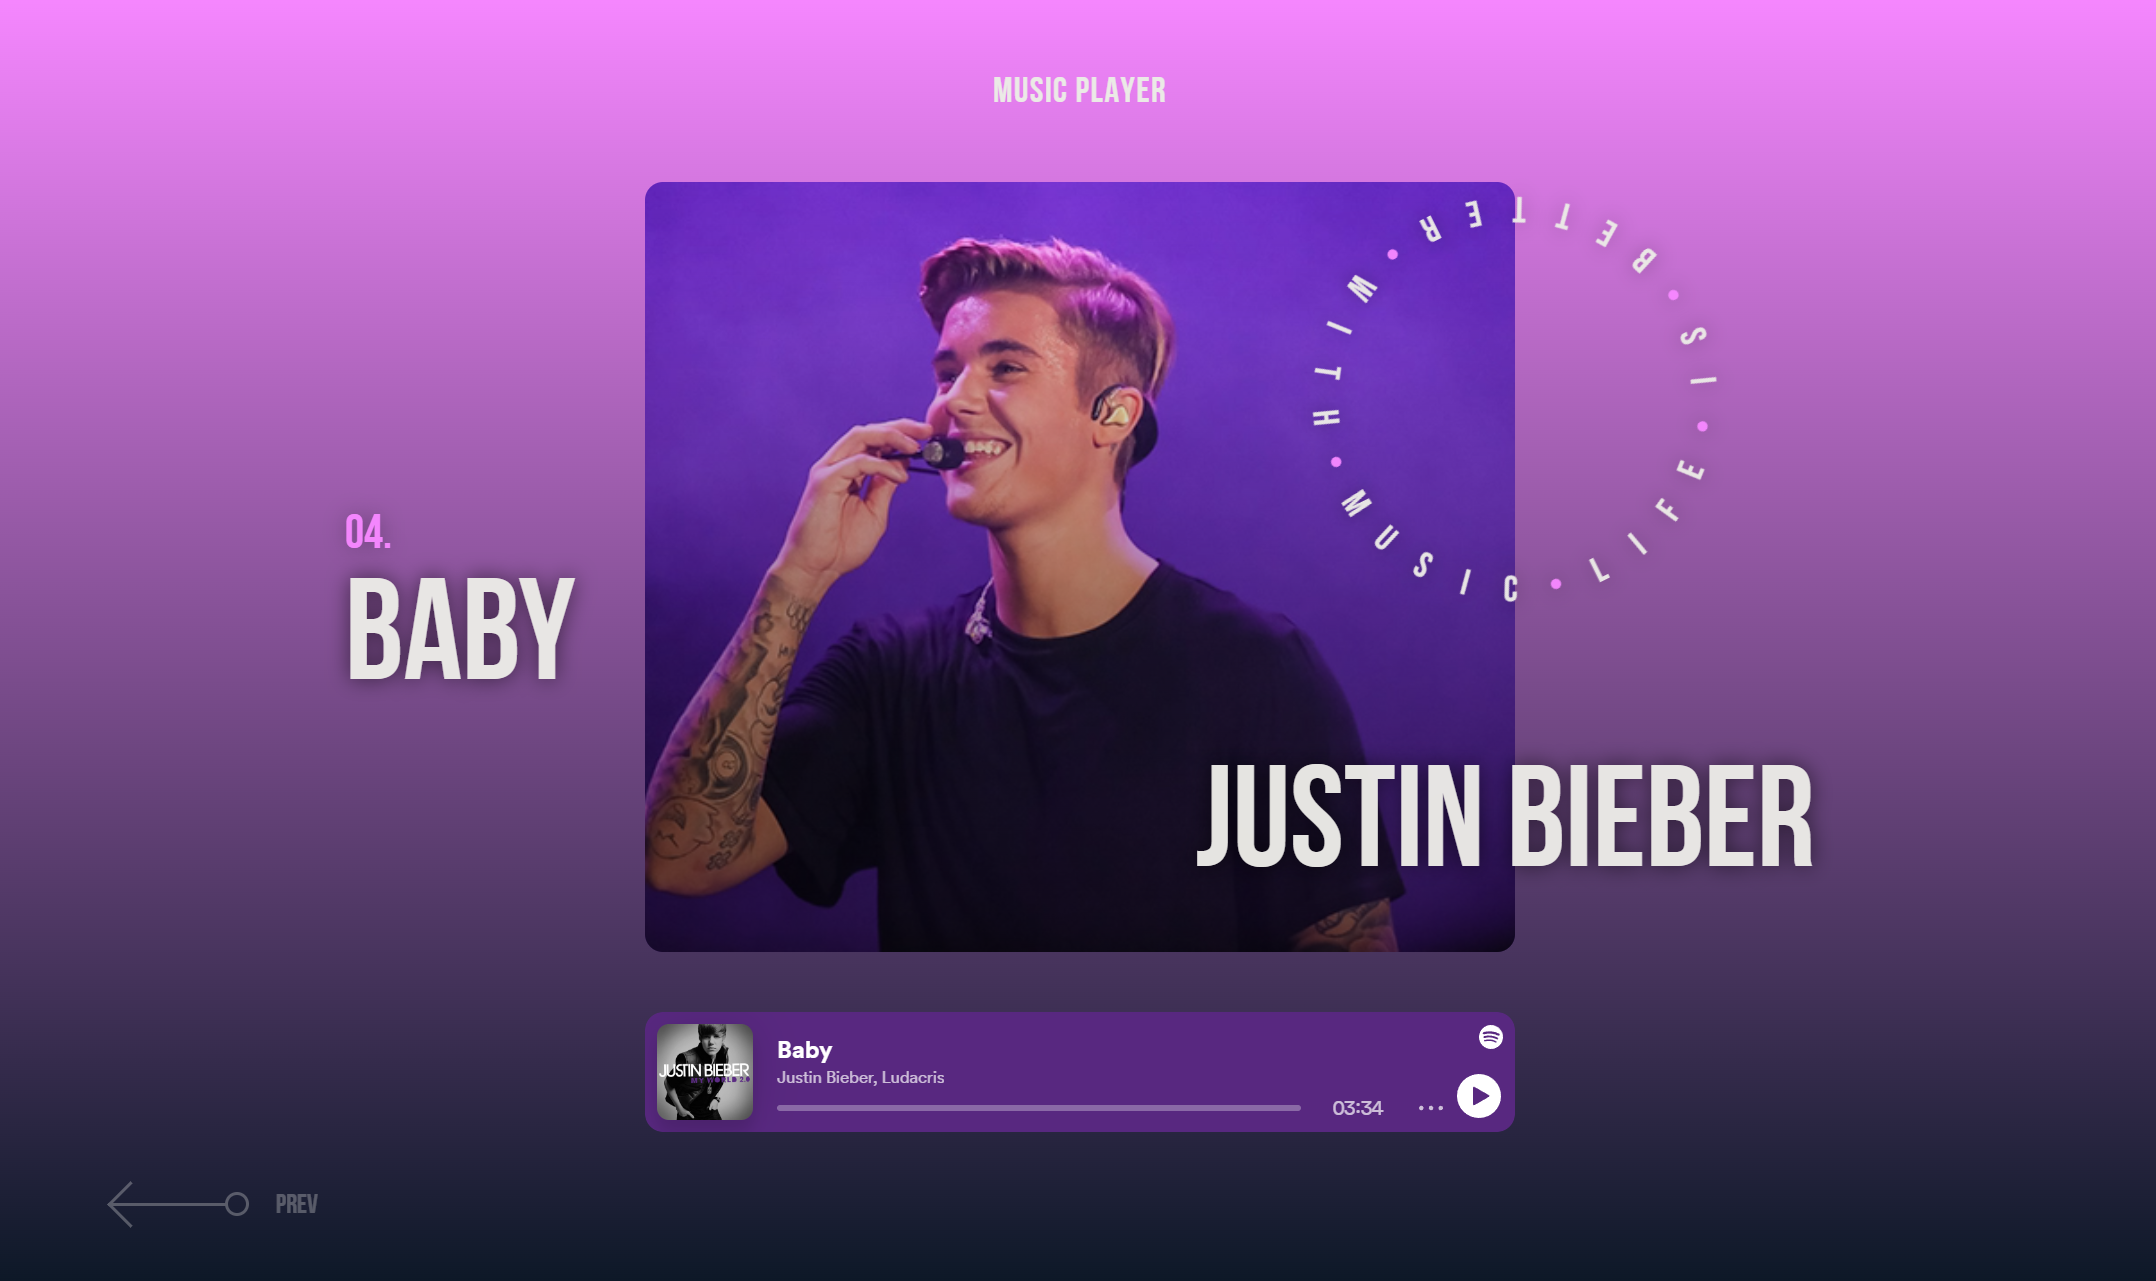 MUSIC PLAYER
LIFE • IS • BETTER • WITH • MUSIC •
04.
BABY
JUSTIN BIEBER
JUSTIN BIEBER
MY WORLD 2.0
Baby
Justin Bieber, Ludacris
03:34
PREV